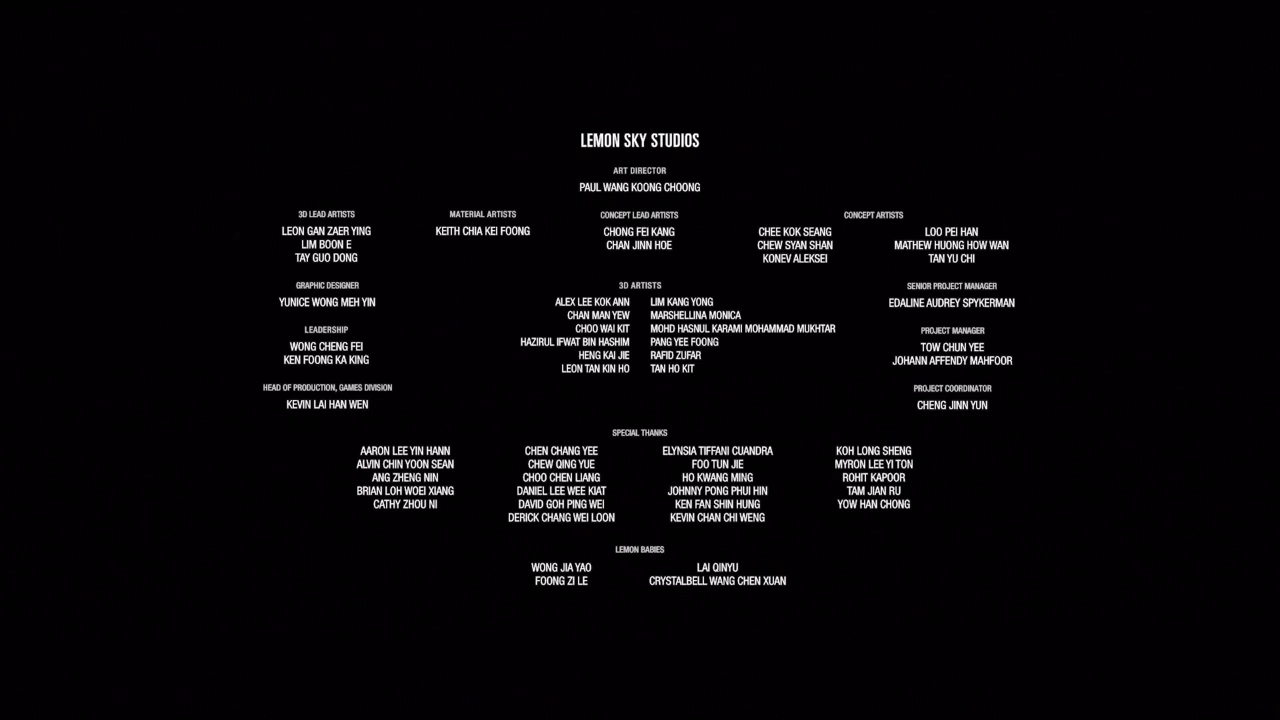 LEMON SKY STUDIOS
ART DIRECTOR
PAUL WANG KOONG CHOONG
3D LEAD ARTISTS
LEON GAN ZAER YING
LIM BOON E
TAY GUO DONG
MATERIAL ARTISTS
KEITH CHIA KEI FOONG
CONCEPT LEAD ARTISTS
CHONG FEI KANG
CHAN JINN HOE
CONCEPT ARTISTS
CHEE KOK SEANG
CHEW SYAN SHAN
KONEV ALEKSEI
LOO PEI HAN
MATHEW HUONG HOW WAN
TAN YU CHI
GRAPHIC DESIGNER
YUNICE WONG MEH YIN
LEADERSHIP
WONG CHENG FEI
KEN FOONG KA KING
HEAD OF PRODUCTION, GAMES DIVISION
KEVIN LAI HAN WEN
3D ARTISTS
ALEX LEE KOK ANN
CHAN MAN YEW
CHOO WAI KIT
HAZIRUL IFWAT BIN HASHIM
HENG KAI JIE
LEON TAN KIN HO
LIM KANG YONG
MARSHELLINA MONICA
MOHD HASNUL KARAMI MOHAMMAD MUKHTAR
PANG YEE FOONG
RAFID ZUFAR
TAN HO KIT
SENIOR PROJECT MANAGER
EDALINE AUDREY SPYKERMAN
PROJECT MANAGER
TOW CHUN YEE
JOHANN AFFENDY MAHFOOR
PROJECT COORDINATOR
CHENG JINN YUN
SPECIAL THANKS
AARON LEE YIN HANN
ALVIN CHIN YOON SEAN
ANG ZHENG NIN
BRIAN LOH WOEI XIANG
CATHY ZHOU NI
CHEN CHANG YEE
CHEW QING YUE
CHOO CHEN LIANG
DANIEL LEE WEE KIAT
DAVID GOH PING WEI
DERICK CHANG WEI LOON
ELYNSIA TIFFANI CUANDRA
FOO TUN JIE
HO KWANG MING
JOHNNY PONG PHUI HIN
KEN FAN SHIN HUNG
KEVIN CHAN CHI WENG
KOH LONG SHENG
MYRON LEE YI TON
ROHIT KAPOOR
TAM JIAN RU
YOW HAN CHONG
LEMON BABIES
WONG JIA YAO
FOONG ZI LE
LAI QINYU
CRYSTALBELL WANG CHEN XUAN